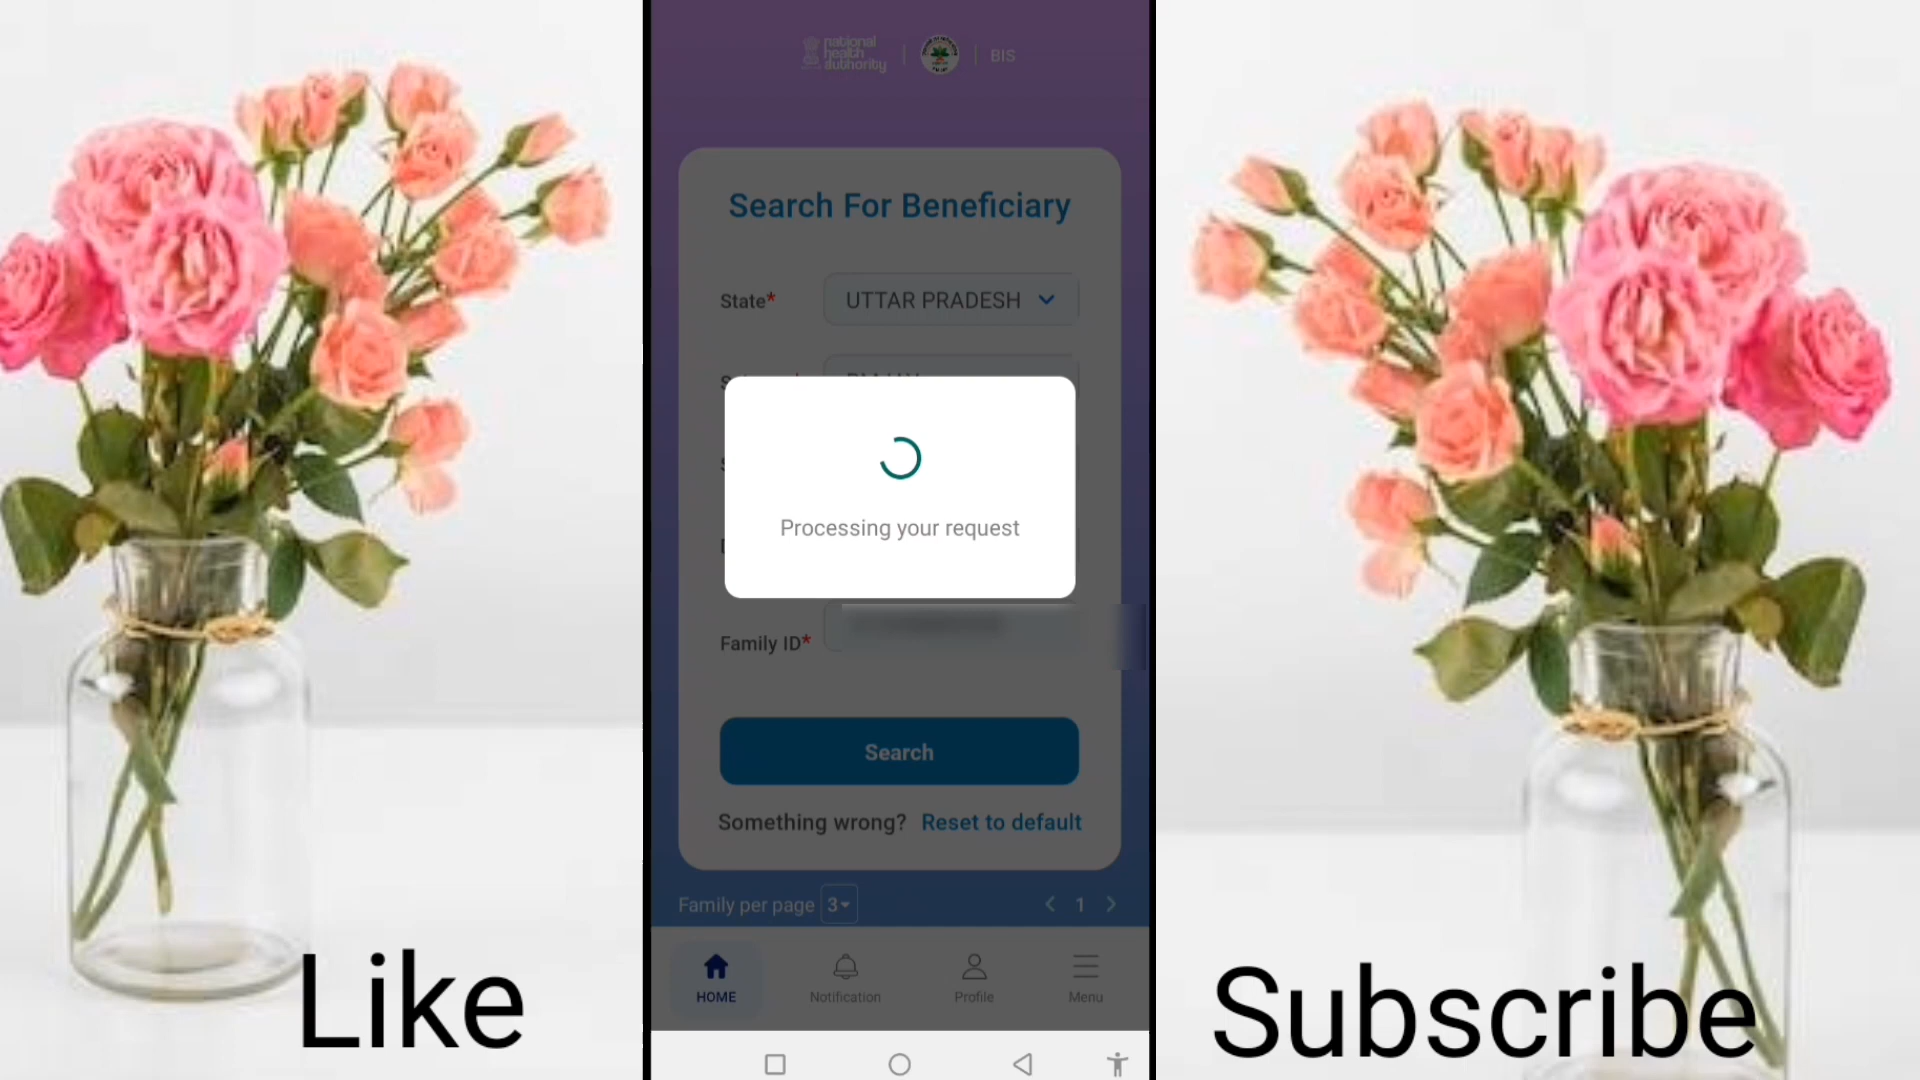 national
health
authority
BIS
Search For Beneficiary
State*
UTTAR PRADESH
Processing your request
Family ID*
Search
Something wrong? Reset to default
Family per page 3
1
HOME
Notification
Profile
Menu
Like
Subscribe